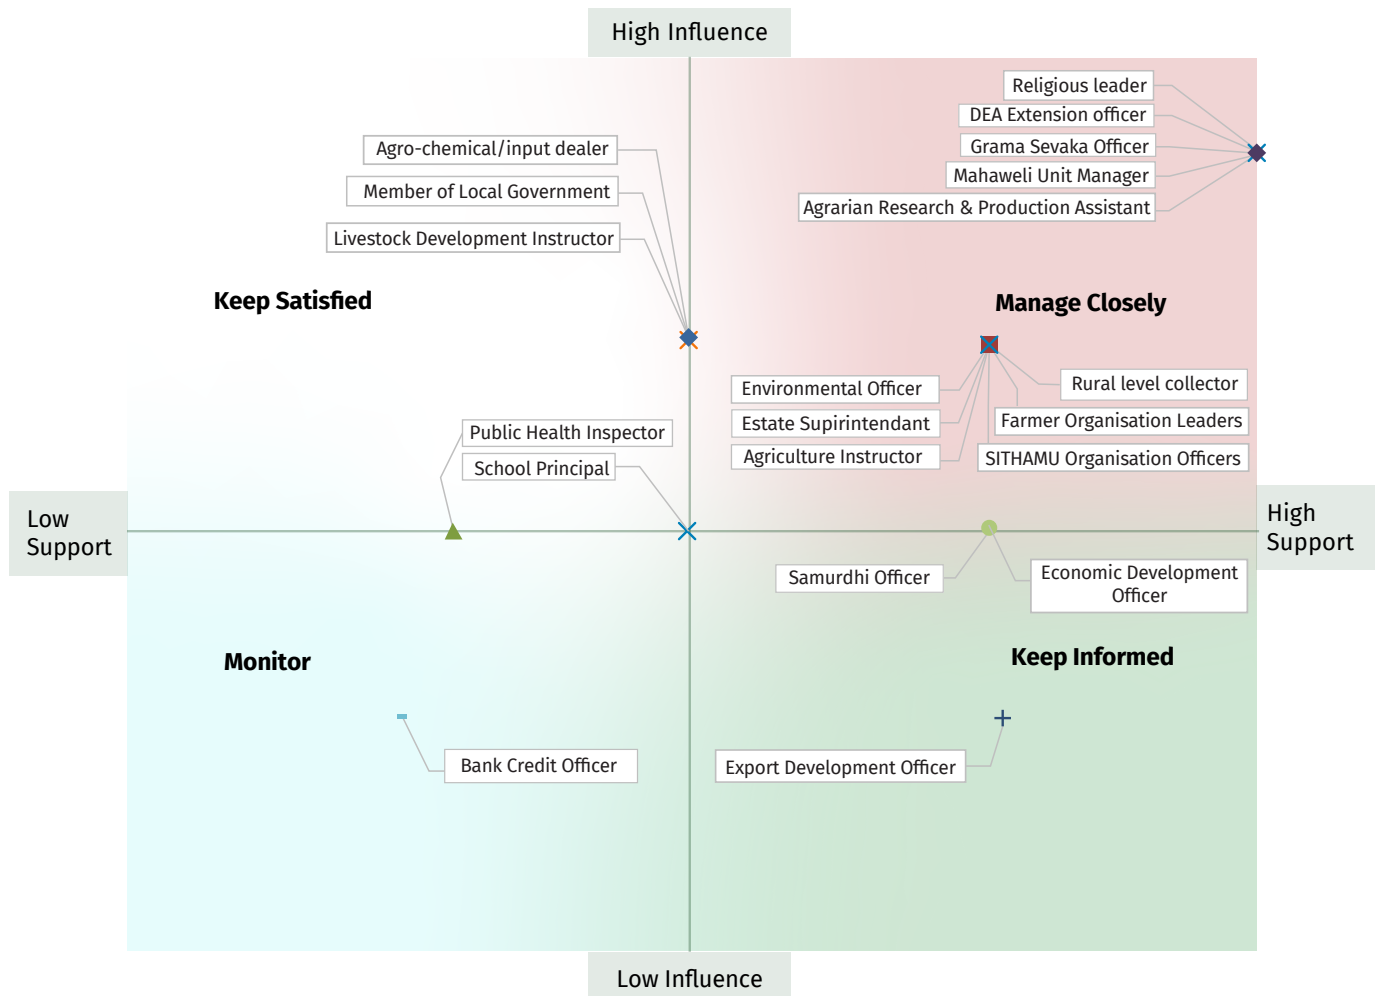 High Influence
Religious leader
DEA Extension officer
Grama Sevaka Officer
Mahaweli Unit Manager
Agrarian Research & Production Assistant
Agro-chemical/input dealer
Member of Local Government
Livestock Development Instructor
Keep Satisfied
Manage Closely
Environmental Officer
Estate Supirintendant
Agriculture Instructor
Rural level collector
Farmer Organisation Leaders
SITHAMU Organisation Officers
Public Health Inspector
School Principal
Low
Support
High
Support
Samurdhi Officer
Economic Development
Officer
Monitor
Keep Informed
Bank Credit Officer
Export Development Officer
Low Influence